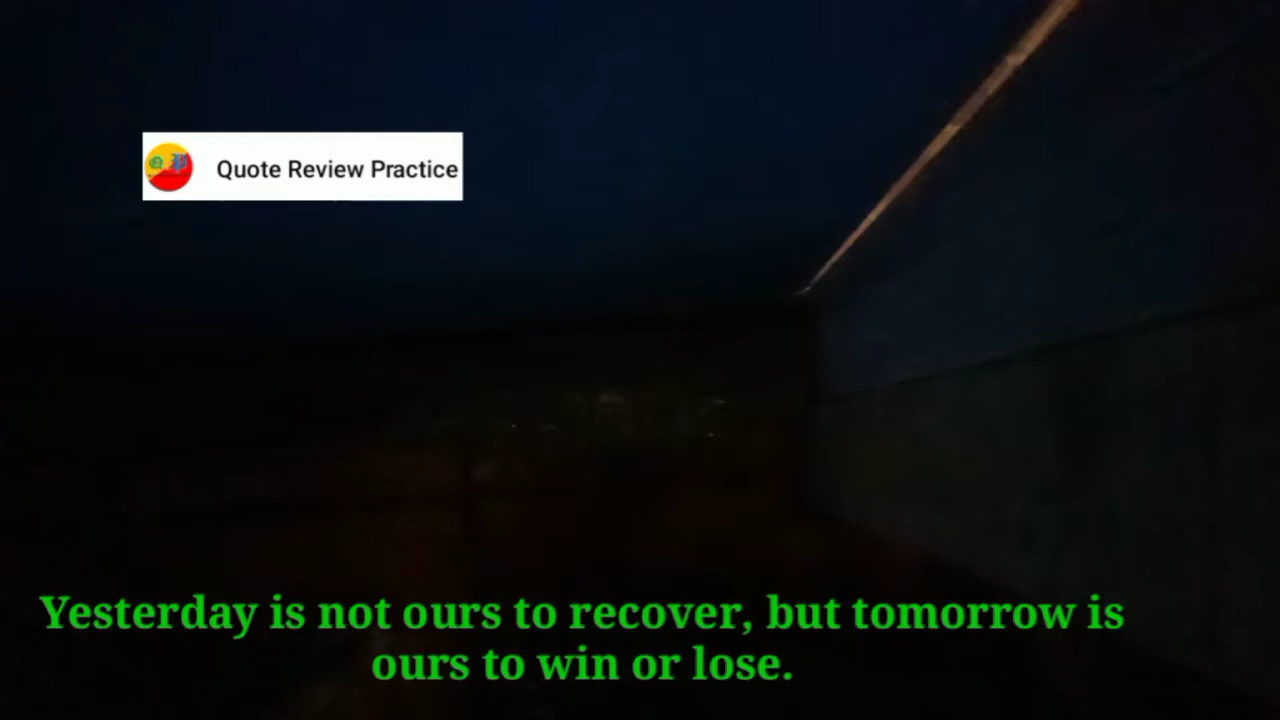 Quote Review Practice
Yesterday is not ours to recover, but tomorrow is
ours to win or lose.